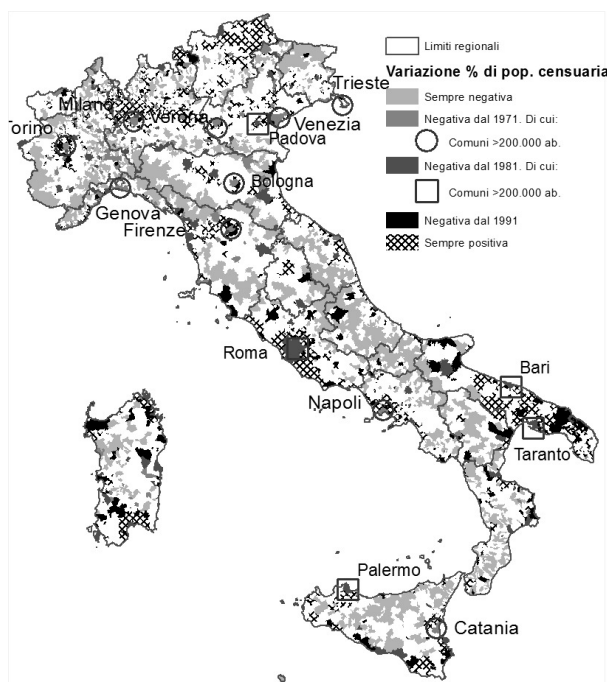 Limiti regionali
Variazione % di pop. censuaria
Sempre negativa
Negativa dal 1971. Di cui:
Comuni >200.000 ab.
Negativa dal 1981. Di cui:
Comuni >200.000 ab.
Negativa dal 1991
Sempre positiva
Trieste
Milano
Verona
Venezia
Torino
Padova
Bologna
Genova
Firenze
Roma
Bari
Napoli
Taranto
Palermo
Catania